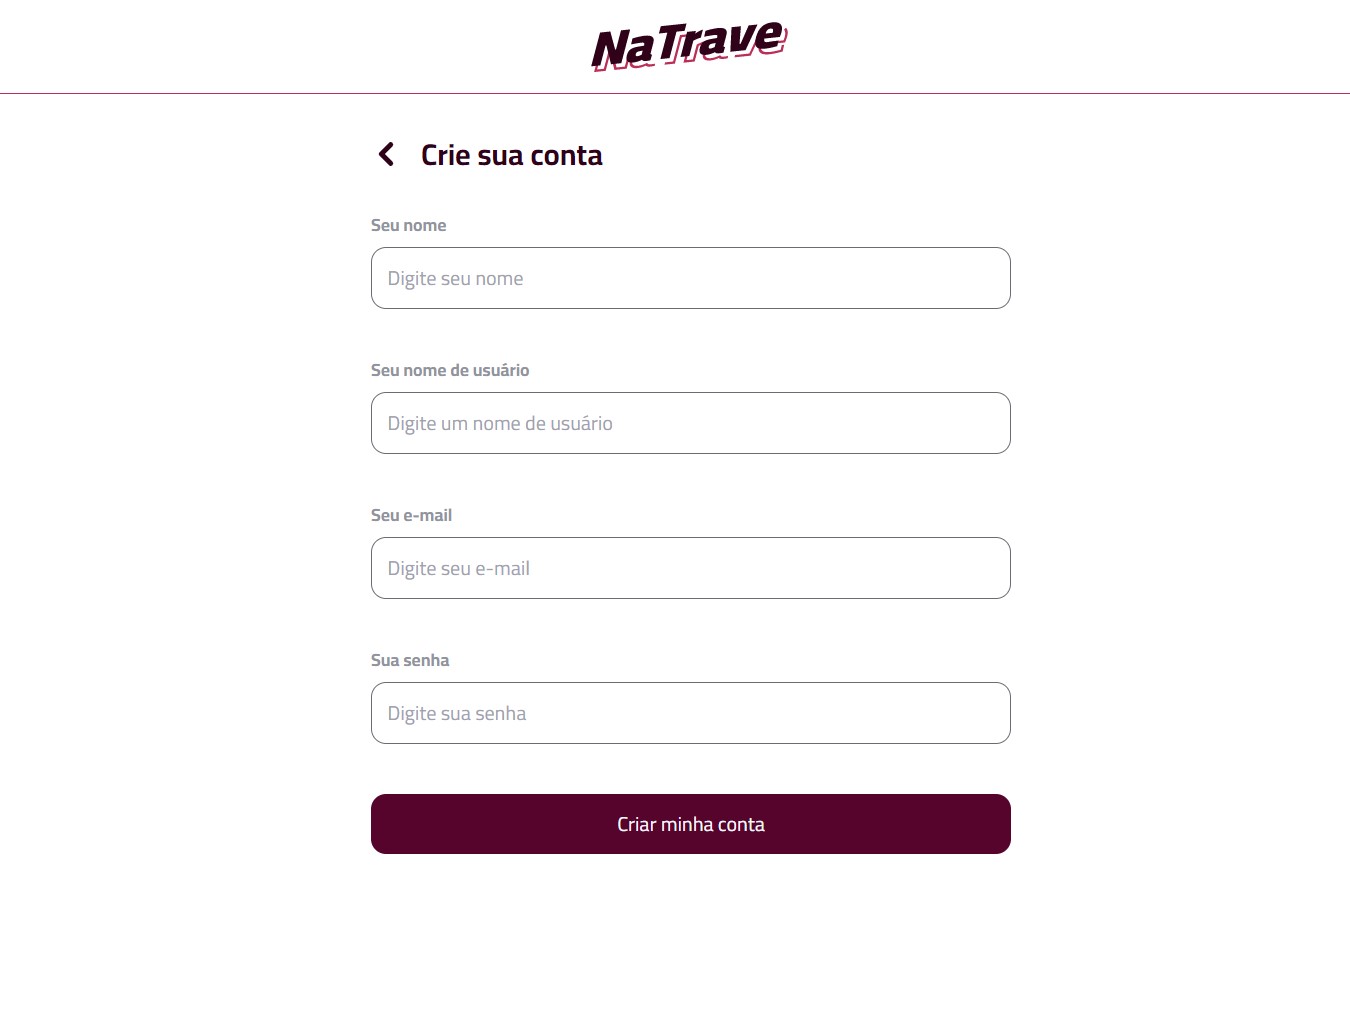 NaTrave
Crie sua conta
Seu nome
Digite seu nome
Seu nome de usuário
Digite um nome de usuário
Seu e-mail
Digite seu e-mail
Sua senha
Digite sua senha
Criar minha conta